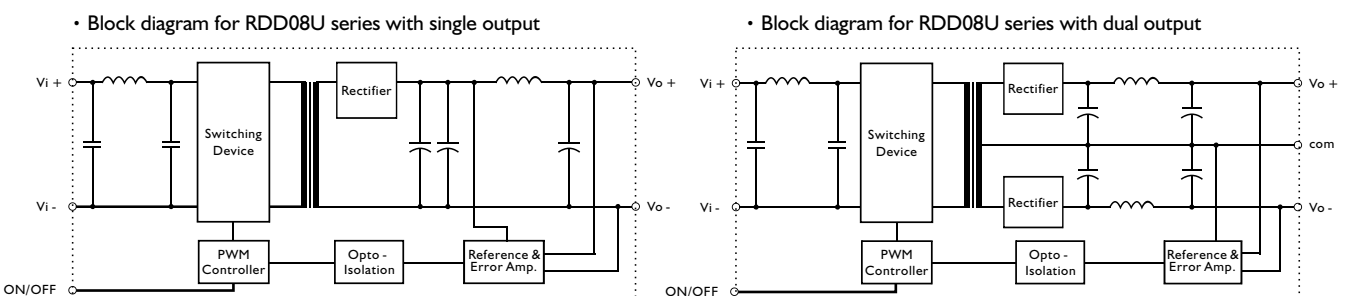 · Block diagram for RDD08U series with single output
Vi +
Switching
Device
Rectifier
Vo +
Vi -
Vo -
PWM
Controller
Opto -
Isolation
Reference &
Error Amp.
ON/OFF
· Block diagram for RDD08U series with dual output
Vi +
Switching
Device
Rectifier
Vo +
com
Rectifier
Vi -
Vo -
PWM
Controller
Opto -
Isolation
Reference &
Error Amp.
ON/OFF